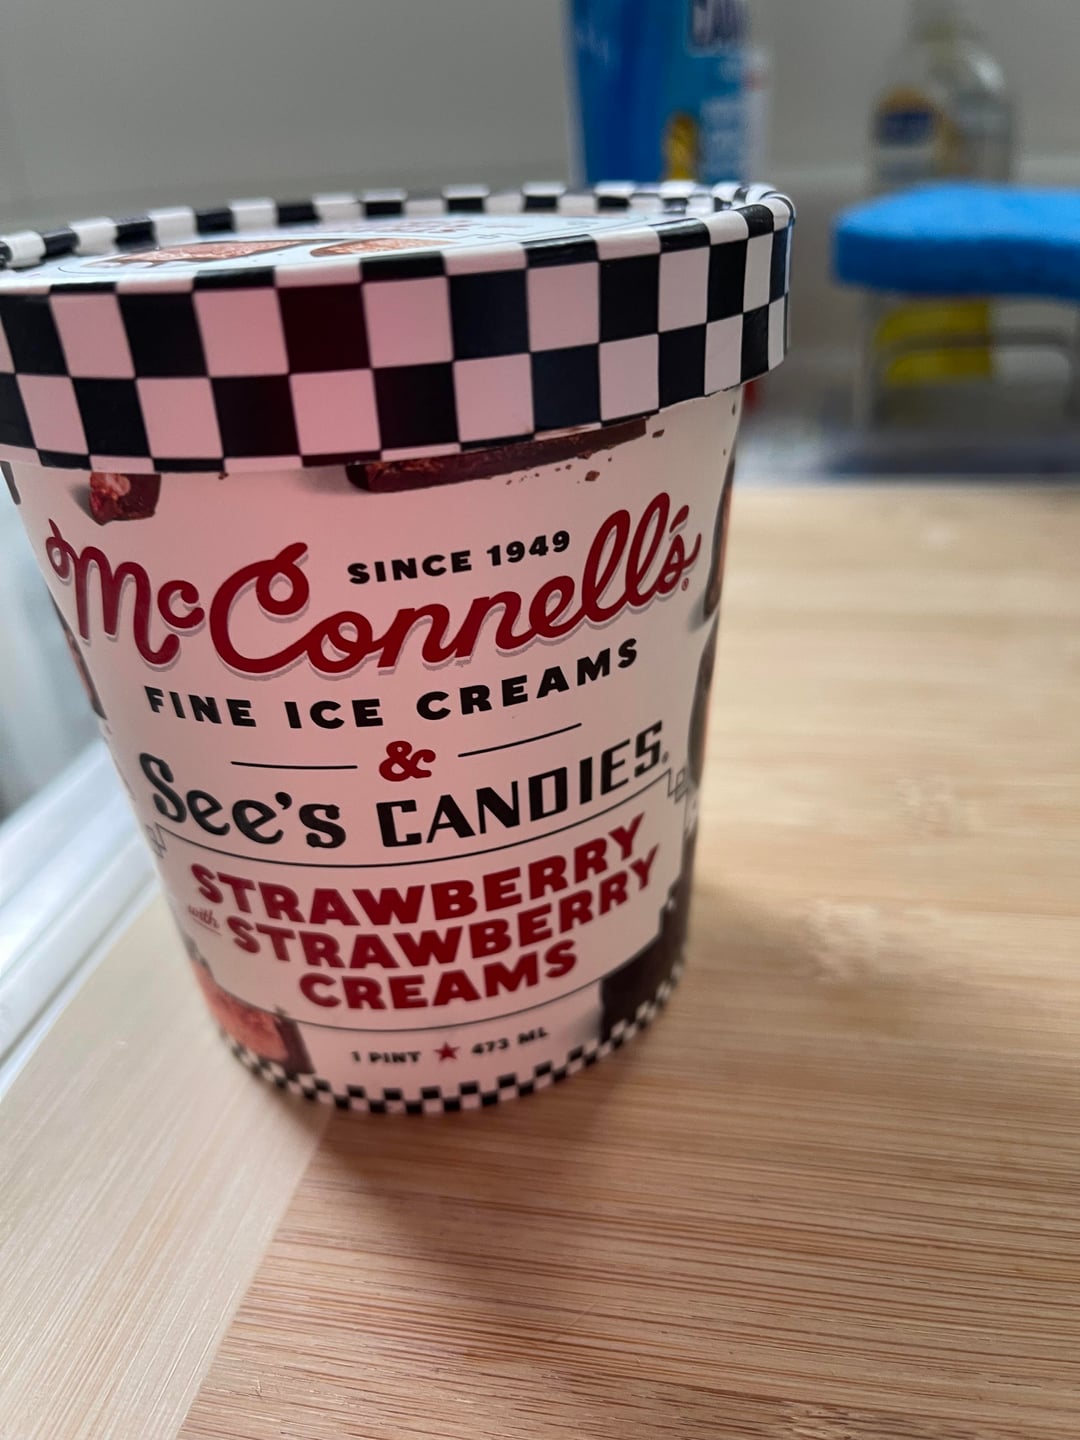 SINCE 1949
McConnell's®
FINE ICE CREAMS
&
See's CANDIES®
STRAWBERRY
with STRAWBERRY
CREAMS
1 PINT ★ 473 ML